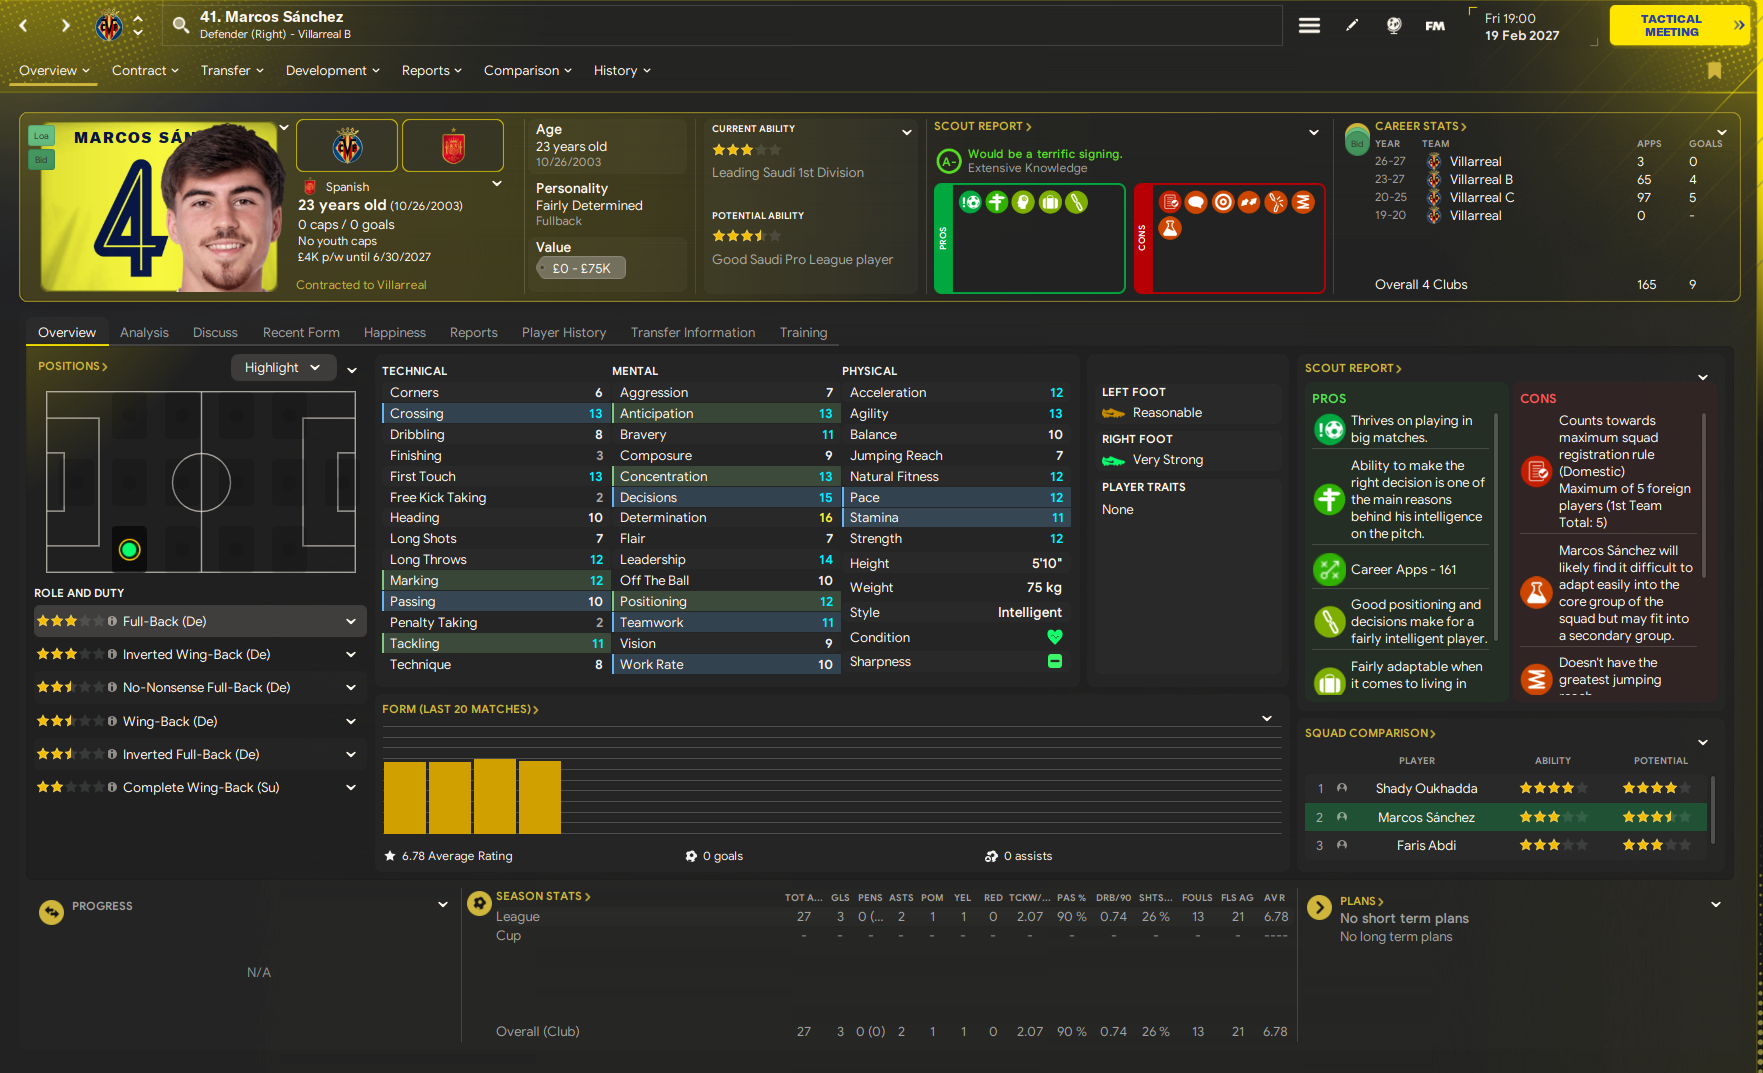 41. Marcos Sánchez
Defender (Right) - Villarreal B
FM
Fri 19:00
19 Feb 2027
TACTICAL MEETING
Overview
Contract
Transfer
Development
Reports
Comparison
History
Loa
Bid
MARCOS SÁN
4
Spanish
23 years old (10/26/2003)
0 caps / 0 goals
No youth caps
£4K p/w until 6/30/2027
Contracted to Villarreal
Age
23 years old
10/26/2003
Personality
Fairly Determined
Fullback
Value
£0 - £75K
CURRENT ABILITY
Leading Saudi 1st Division
POTENTIAL ABILITY
Good Saudi Pro League player
SCOUT REPORT
A-
Would be a terrific signing.
Extensive Knowledge
PROS
CONS
Bid
CAREER STATS
YEAR TEAM APPS GOALS
26-27 Villarreal 3 0
23-27 Villarreal B 65 4
20-25 Villarreal C 97 5
19-20 Villarreal 0 -
Overall 4 Clubs 165 9
Overview
Analysis
Discuss
Recent Form
Happiness
Reports
Player History
Transfer Information
Training
POSITIONS
Highlight
ROLE AND DUTY
Full-Back (De)
Inverted Wing-Back (De)
No-Nonsense Full-Back (De)
Wing-Back (De)
Inverted Full-Back (De)
Complete Wing-Back (Su)
TECHNICAL
Corners 6
Crossing 13
Dribbling 8
Finishing 3
First Touch 13
Free Kick Taking 2
Heading 10
Long Shots 7
Long Throws 12
Marking 12
Passing 10
Penalty Taking 2
Tackling 11
Technique 8
MENTAL
Aggression 7
Anticipation 13
Bravery 11
Composure 9
Concentration 13
Decisions 15
Determination 16
Flair 7
Leadership 14
Off The Ball 10
Positioning 12
Teamwork 11
Vision 9
Work Rate 10
PHYSICAL
Acceleration 12
Agility 13
Balance 10
Jumping Reach 7
Natural Fitness 12
Pace 12
Stamina 11
Strength 12
Height 5'10"
Weight 75 kg
Style Intelligent
Condition
Sharpness
LEFT FOOT
Reasonable
RIGHT FOOT
Very Strong
PLAYER TRAITS
None
FORM (LAST 20 MATCHES)
6.78 Average Rating
0 goals
0 assists
SCOUT REPORT
PROS
Thrives on playing in
big matches.
Ability to make the
right decision is one of
the main reasons
behind his intelligence
on the pitch.
Career Apps - 161
Good positioning and
decisions make for a
fairly intelligent player.
Fairly adaptable when
it comes to living in
CONS
Counts towards
maximum squad
registration rule
(Domestic)
Maximum of 5 foreign
players (1st Team
Total: 5)
Marcos Sánchez will
likely find it difficult to
adapt easily into the
core group of the
squad but may fit into
a secondary group.
Doesn't have the
greatest jumping
SQUAD COMPARISON
PLAYER ABILITY POTENTIAL
1 Shady Oukhadda
2 Marcos Sánchez
3 Faris Abdi
PROGRESS
N/A
SEASON STATS
TOT A... GLS PENS ASTS POM YEL RED TCKW/... PAS % DRB/90 SHTS... FOULS FLS AG AV R
League 27 3 0 (... 2 1 1 0 2.07 90 % 0.74 26 % 13 21 6.78
Cup - - - - - - - - - - - - - ----
Overall (Club) 27 3 0 (0) 2 1 1 0 2.07 90 % 0.74 26 % 13 21 6.78
PLANS
No short term plans
No long term plans